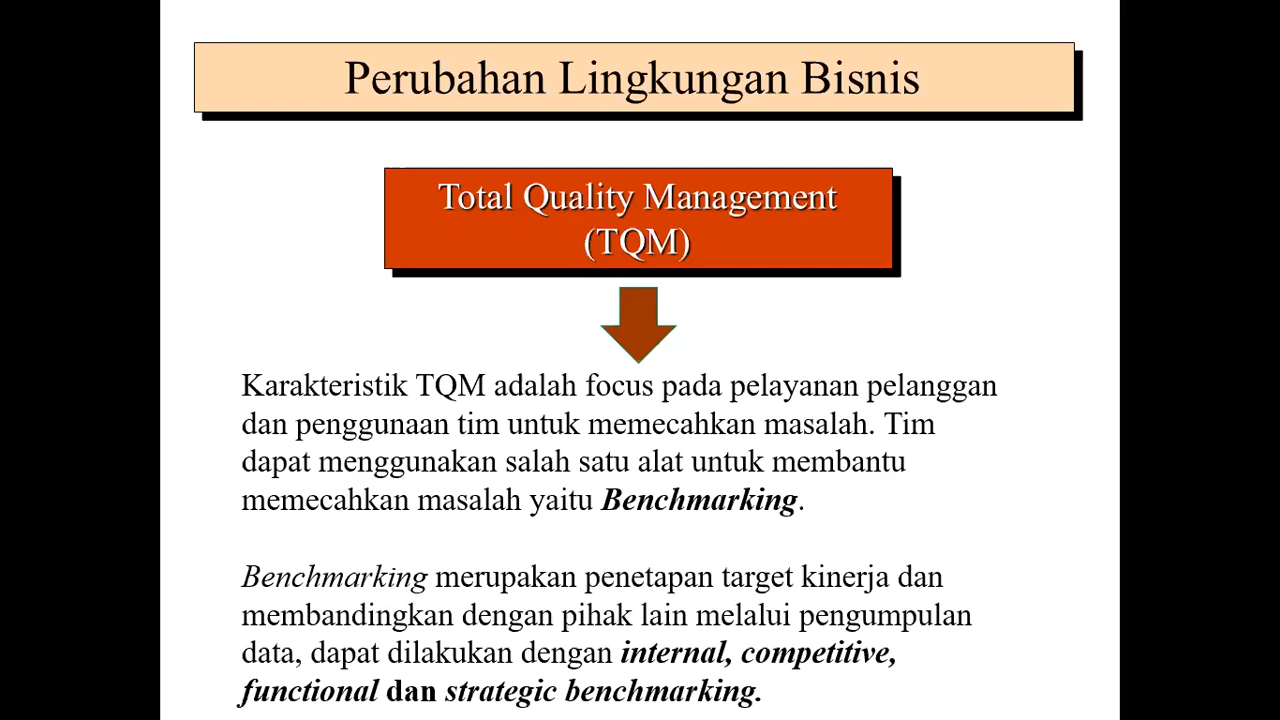 Perubahan Lingkungan Bisnis
Total Quality Management
(TQM)
Karakteristik TQM adalah focus pada pelayanan pelanggan
dan penggunaan tim untuk memecahkan masalah. Tim
dapat menggunakan salah satu alat untuk membantu
memecahkan masalah yaitu Benchmarking.
Benchmarking merupakan penetapan target kinerja dan
membandingkan dengan pihak lain melalui pengumpulan
data, dapat dilakukan dengan internal, competitive,
functional dan strategic benchmarking.